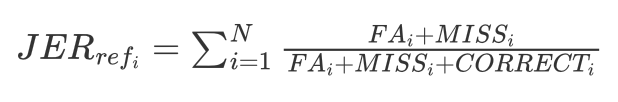 $JER_{ref_i} = \sum_{i=1}^{N} \frac{FA_i + MISS_i}{FA_i + MISS_i + CORRECT_i}$